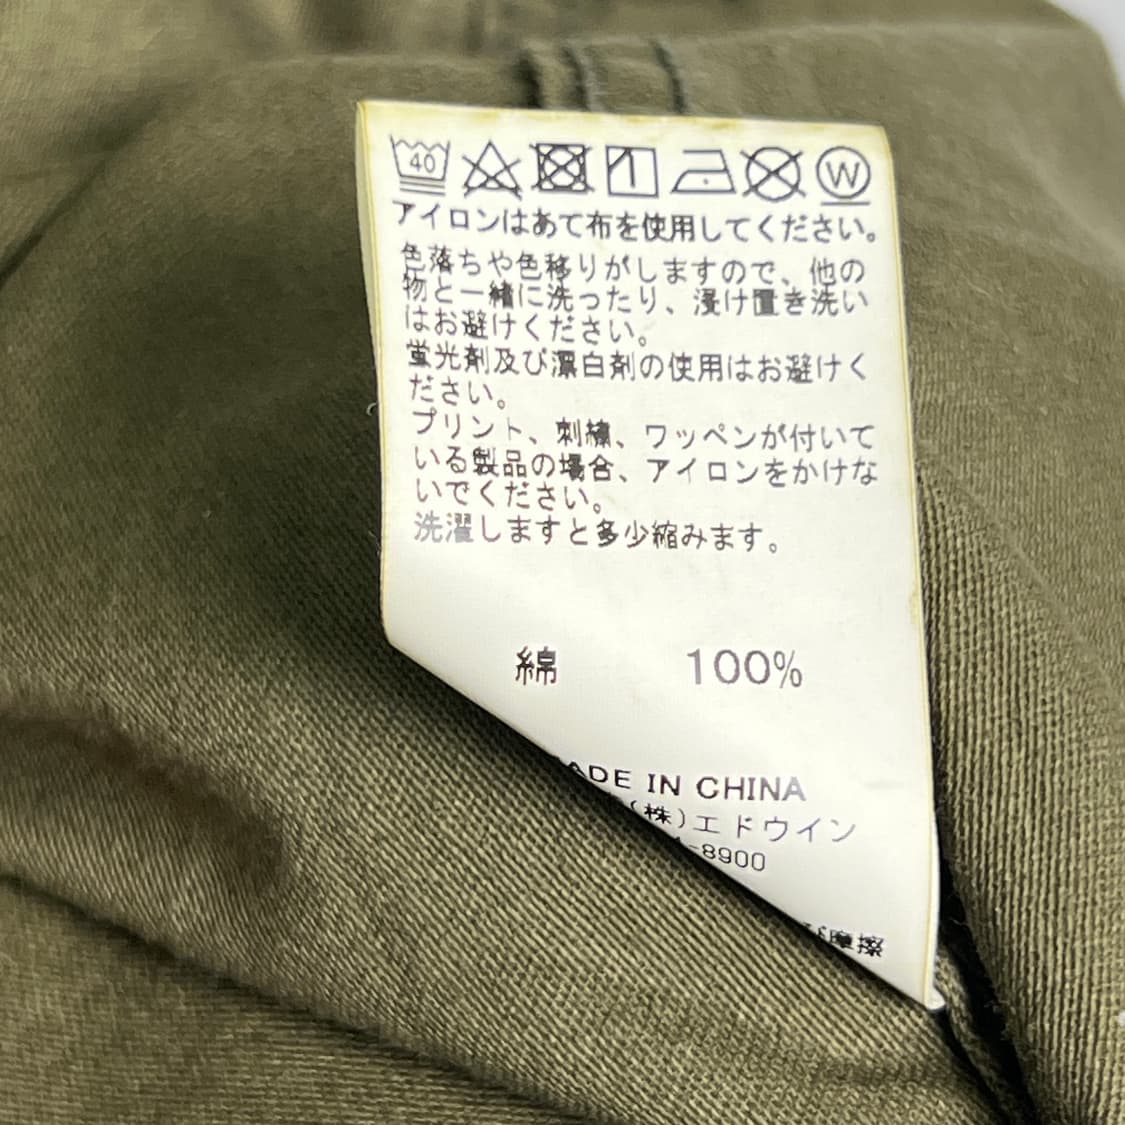 40 W
アイロンはあて布を使用してください。
色落ちや色移りがしますので、他の
物と一緒に洗ったり、浸け置き洗い
はお避けください。
蛍光剤及び漂白剤の使用はお避けく
ださい。
プリント、刺繍、ワッペンが付いて
いる製品の場合、アイロンをかけな
いでください。
洗濯しますと多少縮みます。
綿 100%
ADE IN CHINA
(株)エドウイン
-8900
び摩擦